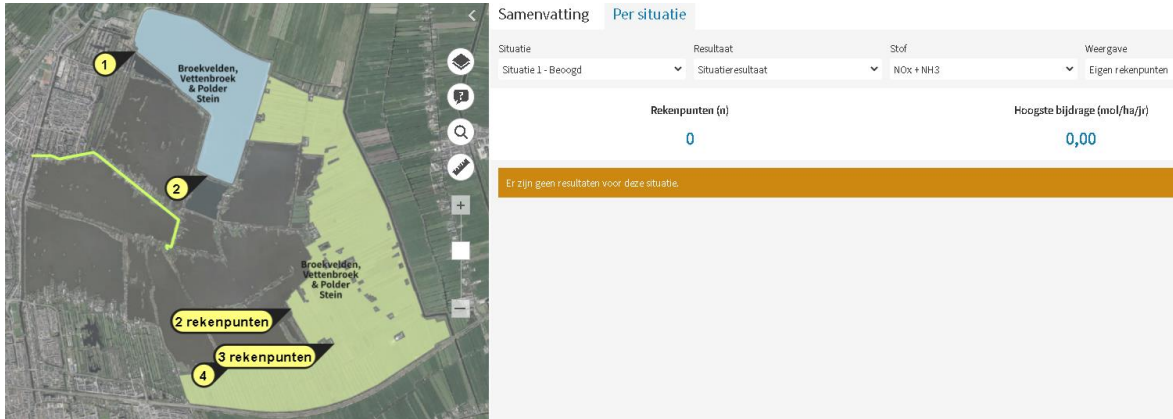 Samenvatting Per situatie
Situatie Resultaat Stof Weergave
Situatie 1 - Beoogd Situatieresultaat NOx + NH3 Eigen rekenpunten
Rekenpunten (n) Hoogste bijdrage (mol/ha/jr)
0 0,00
Er zijn geen resultaten voor deze situatie.
1
Broekvelden,
Vettenbroek
& Polder
Stein
2
Broekvelden,
Vettenbroek
& Polder
Stein
2 rekenpunten
3 rekenpunten
4